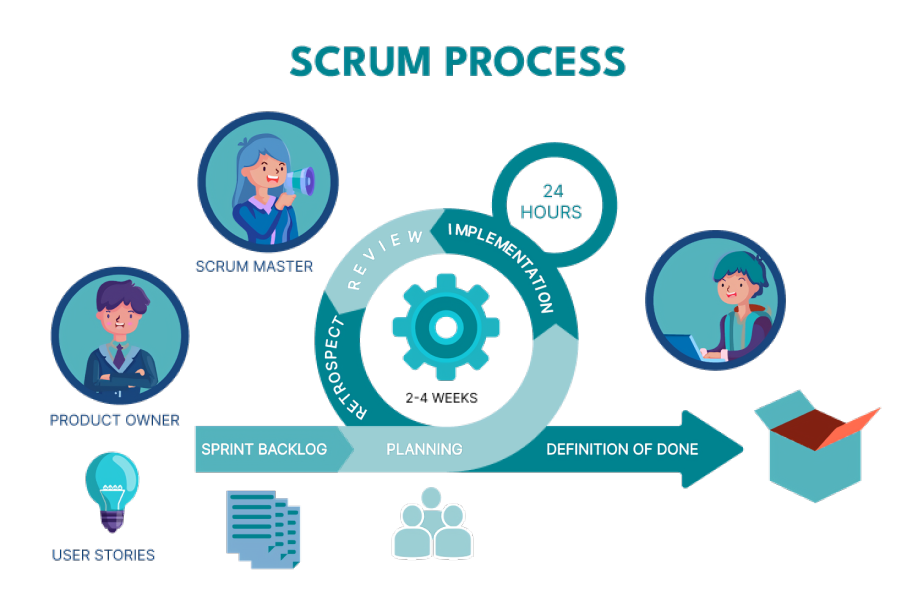 SCRUM PROCESS
24
HOURS
SCRUM MASTER
REVIEW
IMPLEMENTATION
RETROSPECT
2-4 WEEKS
PRODUCT OWNER
SPRINT BACKLOG
PLANNING
DEFINITION OF DONE
USER STORIES